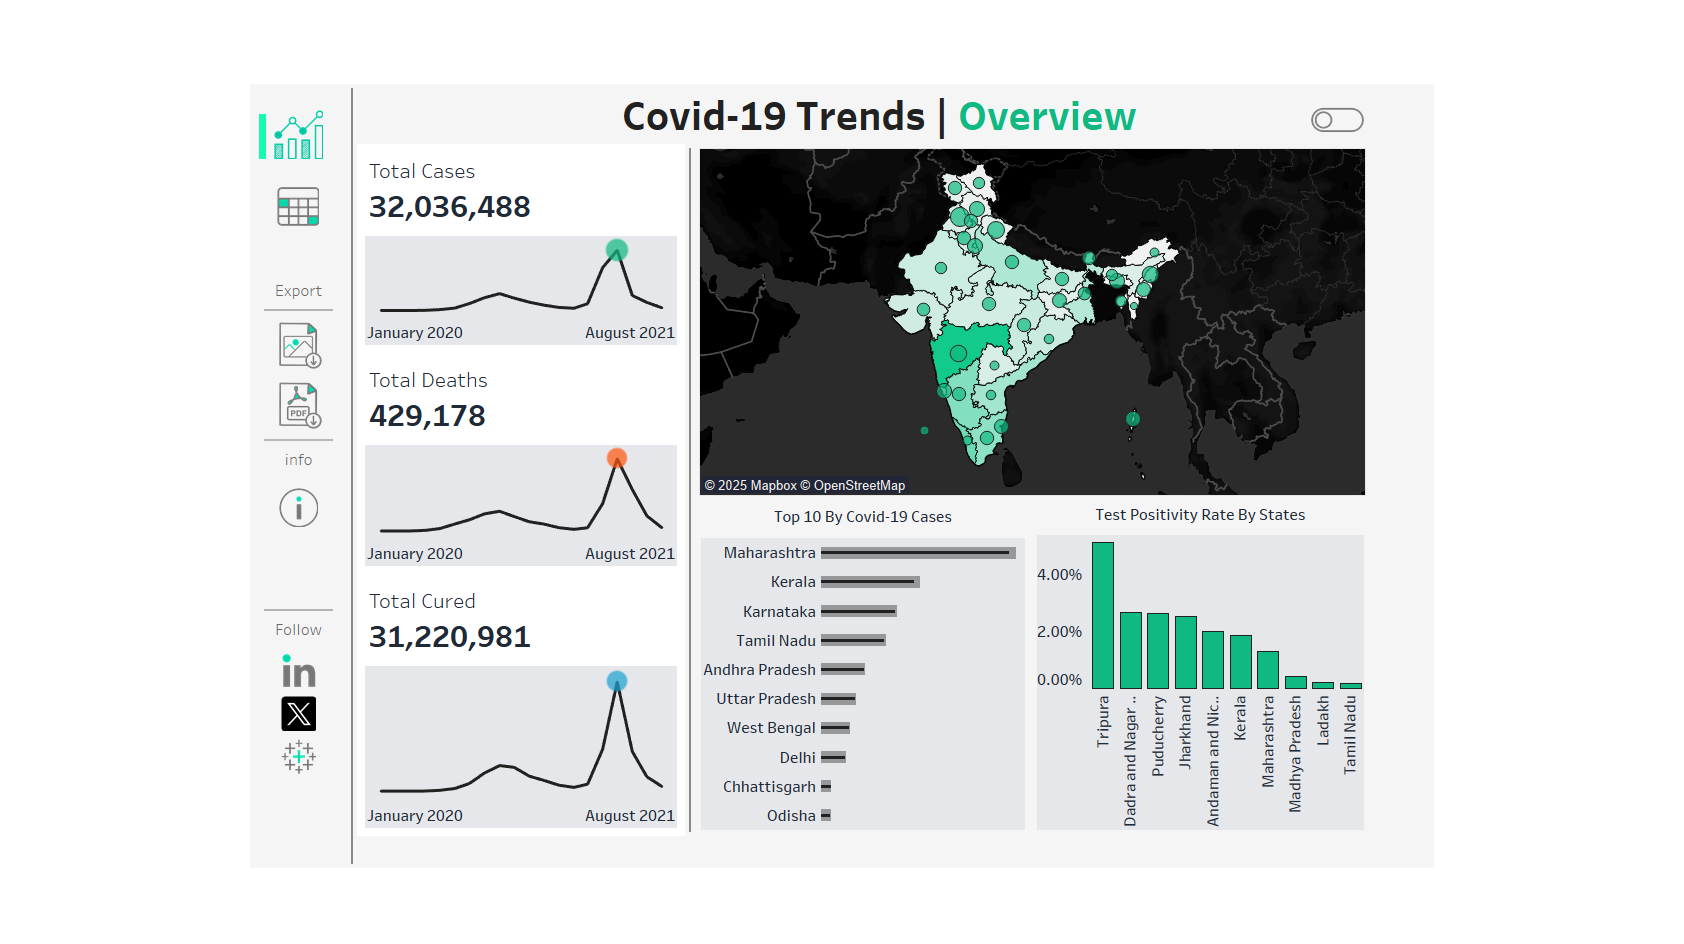 Covid-19 Trends | Overview
Export
PDF
info
Follow
in
X
Total Cases
32,036,488
January 2020
August 2021
Total Deaths
429,178
January 2020
August 2021
Total Cured
31,220,981
January 2020
August 2021
© 2025 Mapbox © OpenStreetMap
Top 10 By Covid-19 Cases
Maharashtra
Kerala
Karnataka
Tamil Nadu
Andhra Pradesh
Uttar Pradesh
West Bengal
Delhi
Chhattisgarh
Odisha
Test Positivity Rate By States
4.00%
2.00%
0.00%
Tripura
Dadra and Nagar ..
Puducherry
Jharkhand
Andaman and Nic..
Kerala
Maharashtra
Madhya Pradesh
Ladakh
Tamil Nadu